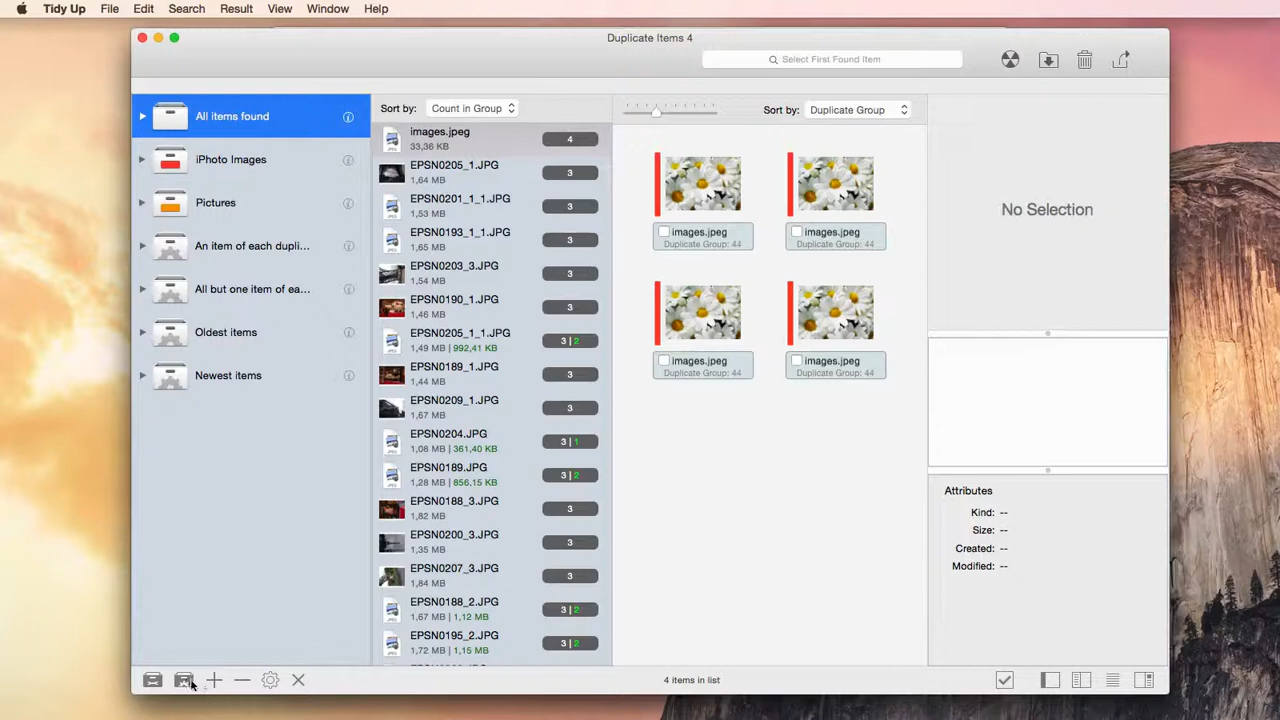 Tidy Up File Edit Search Result View Window Help
Duplicate Items 4
Select First Found Item
All items found
iPhoto Images
Pictures
An item of each dupli...
All but one item of ea...
Oldest items
Newest items
Sort by: Count in Group
images.jpeg
33,36 KB
4
EPSN0205_1.JPG
1,64 MB
3
EPSN0201_1_1.JPG
1,53 MB
3
EPSN0193_1_1.JPG
1,65 MB
3
EPSN0203_3.JPG
1,54 MB
3
EPSN0190_1.JPG
1,46 MB
3
EPSN0205_1_1.JPG
1,49 MB | 992,41 KB
3 | 2
EPSN0189_1.JPG
1,44 MB
3
EPSN0209_1.JPG
1,67 MB
3
EPSN0204.JPG
1,08 MB | 361,40 KB
3 | 1
EPSN0189.JPG
1,28 MB | 856,15 KB
3 | 2
EPSN0188_3.JPG
1,82 MB
3
EPSN0200_3.JPG
1,35 MB
3
EPSN0207_3.JPG
1,84 MB
3
EPSN0188_2.JPG
1,67 MB | 1,12 MB
3 | 2
EPSN0195_2.JPG
1,72 MB | 1,15 MB
3 | 2
Sort by: Duplicate Group
images.jpeg
Duplicate Group: 44
images.jpeg
Duplicate Group: 44
images.jpeg
Duplicate Group: 44
images.jpeg
Duplicate Group: 44
No Selection
Attributes
Kind: --
Size: --
Created: --
Modified: --
4 items in list